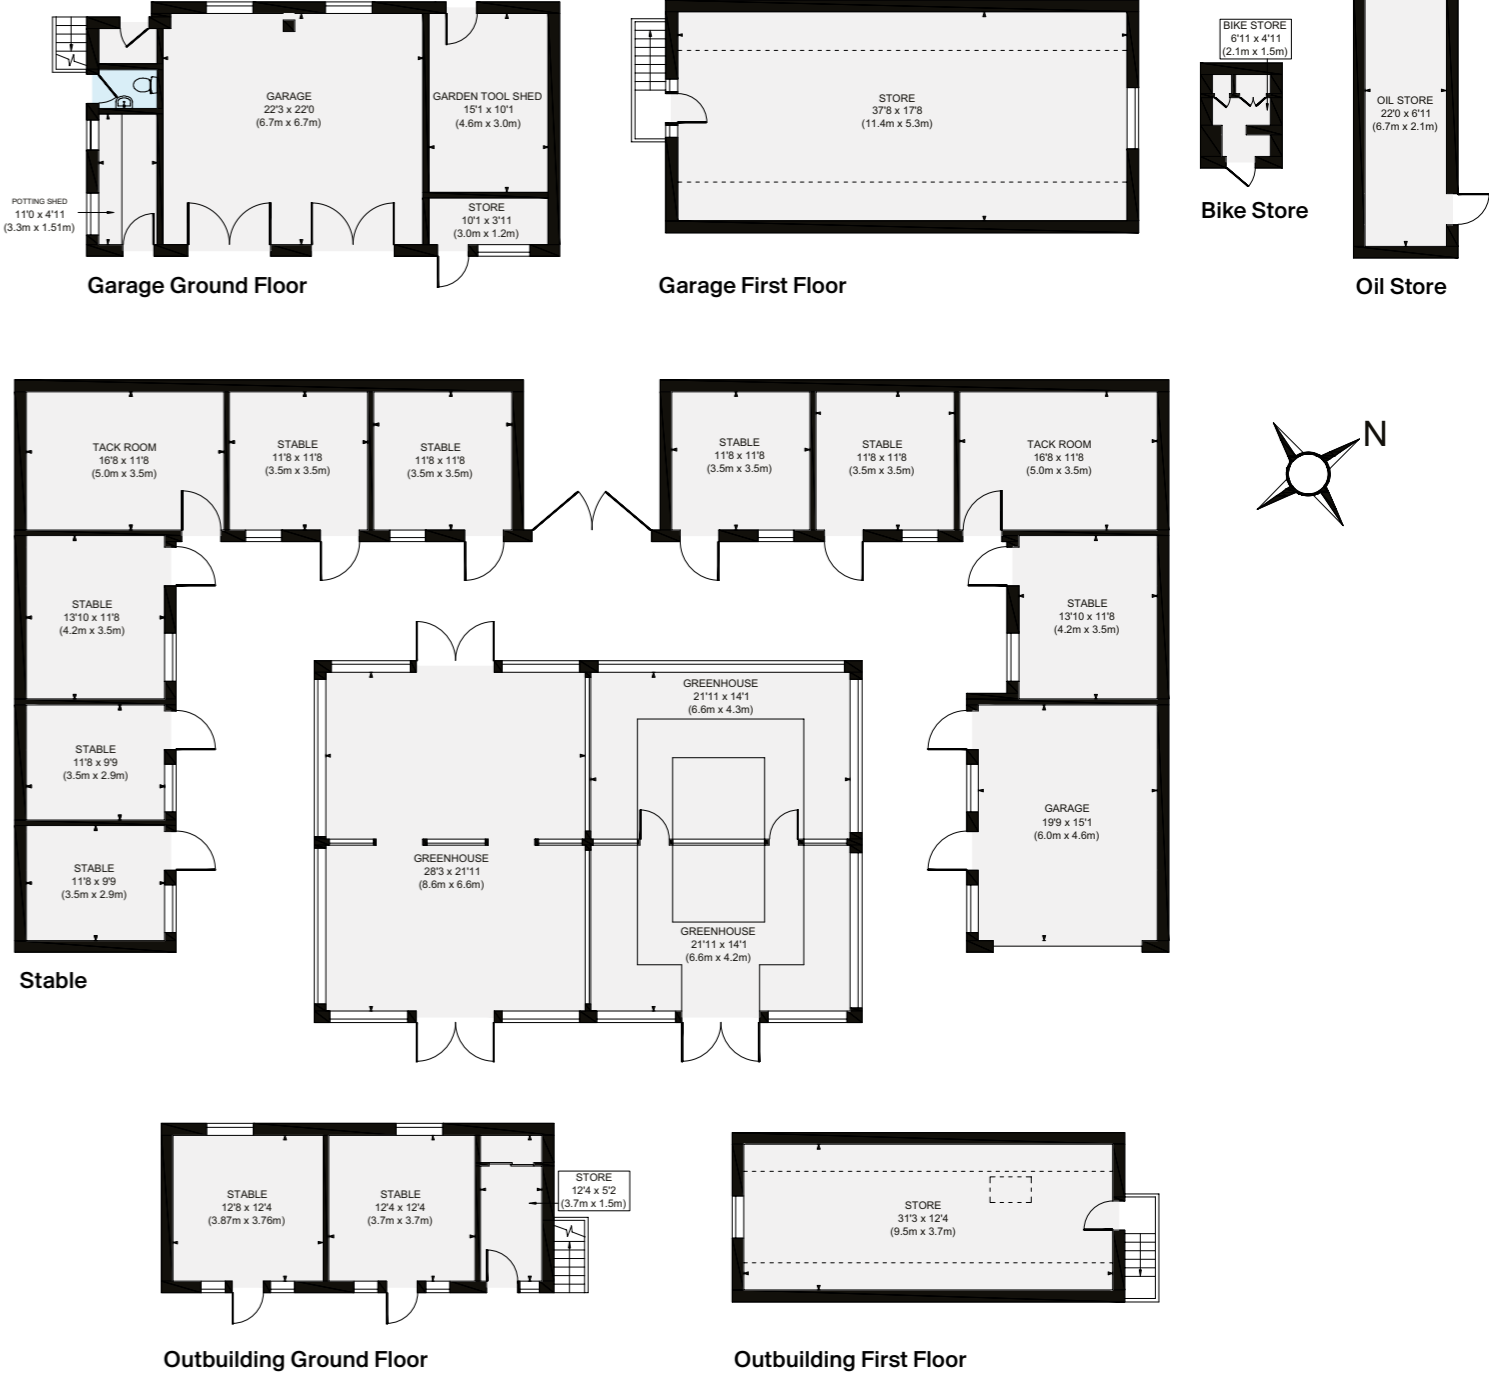 GARAGE
22'3 x 22'0
(6.7m x 6.7m)
GARDEN TOOL SHED
15'1 x 10'1
(4.6m x 3.0m)
POTTING SHED
11'0 x 4'11
(3.3m x 1.51m)
STORE
10'1 x 3'11
(3.0m x 1.2m)
Garage Ground Floor
STORE
37'8 x 17'8
(11.4m x 5.3m)
Garage First Floor
BIKE STORE
6'11 x 4'11
(2.1m x 1.5m)
Bike Store
OIL STORE
22'0 x 6'11
(6.7m x 2.1m)
Oil Store
TACK ROOM
16'8 x 11'8
(5.0m x 3.5m)
STABLE
11'8 x 11'8
(3.5m x 3.5m)
STABLE
11'8 x 11'8
(3.5m x 3.5m)
STABLE
11'8 x 11'8
(3.5m x 3.5m)
STABLE
11'8 x 11'8
(3.5m x 3.5m)
TACK ROOM
16'8 x 11'8
(5.0m x 3.5m)
N
STABLE
13'10 x 11'8
(4.2m x 3.5m)
STABLE
13'10 x 11'8
(4.2m x 3.5m)
STABLE
11'8 x 9'9
(3.5m x 2.9m)
STABLE
11'8 x 9'9
(3.5m x 2.9m)
GREENHOUSE
21'11 x 14'1
(6.6m x 4.3m)
GREENHOUSE
28'3 x 21'11
(8.6m x 6.6m)
GREENHOUSE
21'11 x 14'1
(6.6m x 4.2m)
GARAGE
19'9 x 15'1
(6.0m x 4.6m)
Stable
STABLE
12'8 x 12'4
(3.87m x 3.76m)
STABLE
12'4 x 12'4
(3.7m x 3.7m)
STORE
12'4 x 5'2
(3.7m x 1.5m)
Outbuilding Ground Floor
STORE
31'3 x 12'4
(9.5m x 3.7m)
Outbuilding First Floor